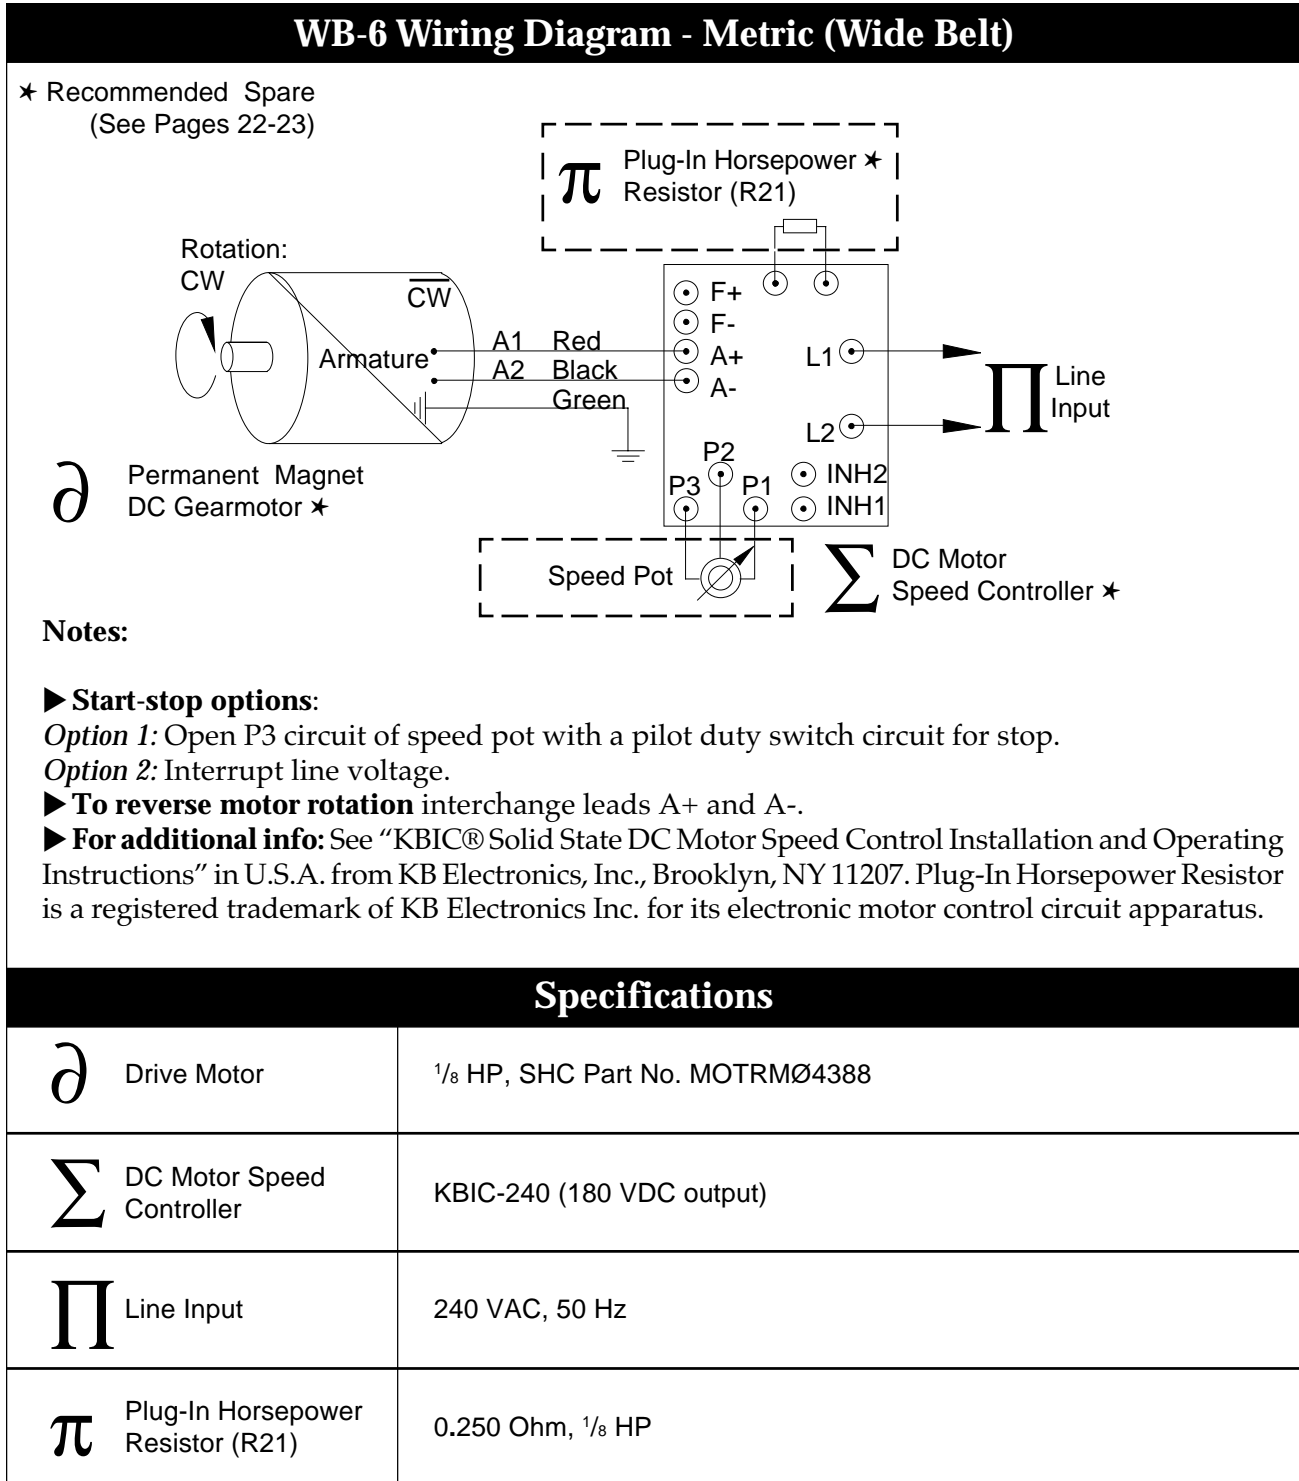 WB-6 Wiring Diagram - Metric (Wide Belt)
✶ Recommended Spare
(See Pages 22-23)
π Plug-In Horsepower ✶
Resistor (R21)
Rotation:
CW
CW
Armature
A1 Red
A2 Black
Green
F+
F-
A+
A-
L1
L2
∏ Line
Input
P2
P3
P1
INH2
INH1
∂ Permanent Magnet
DC Gearmotor ✶
Speed Pot
∑ DC Motor
Speed Controller ✶
Notes:
▶ Start-stop options:
Option 1: Open P3 circuit of speed pot with a pilot duty switch circuit for stop.
Option 2: Interrupt line voltage.
▶ To reverse motor rotation interchange leads A+ and A-.
▶ For additional info: See “KBIC® Solid State DC Motor Speed Control Installation and Operating
Instructions” in U.S.A. from KB Electronics, Inc., Brooklyn, NY 11207. Plug-In Horsepower Resistor
is a registered trademark of KB Electronics Inc. for its electronic motor control circuit apparatus.
Specifications
∂ Drive Motor
1/8 HP, SHC Part No. MOTRMØ4388
∑ DC Motor Speed
Controller
KBIC-240 (180 VDC output)
∏ Line Input
240 VAC, 50 Hz
π Plug-In Horsepower
Resistor (R21)
0.250 Ohm, 1/8 HP